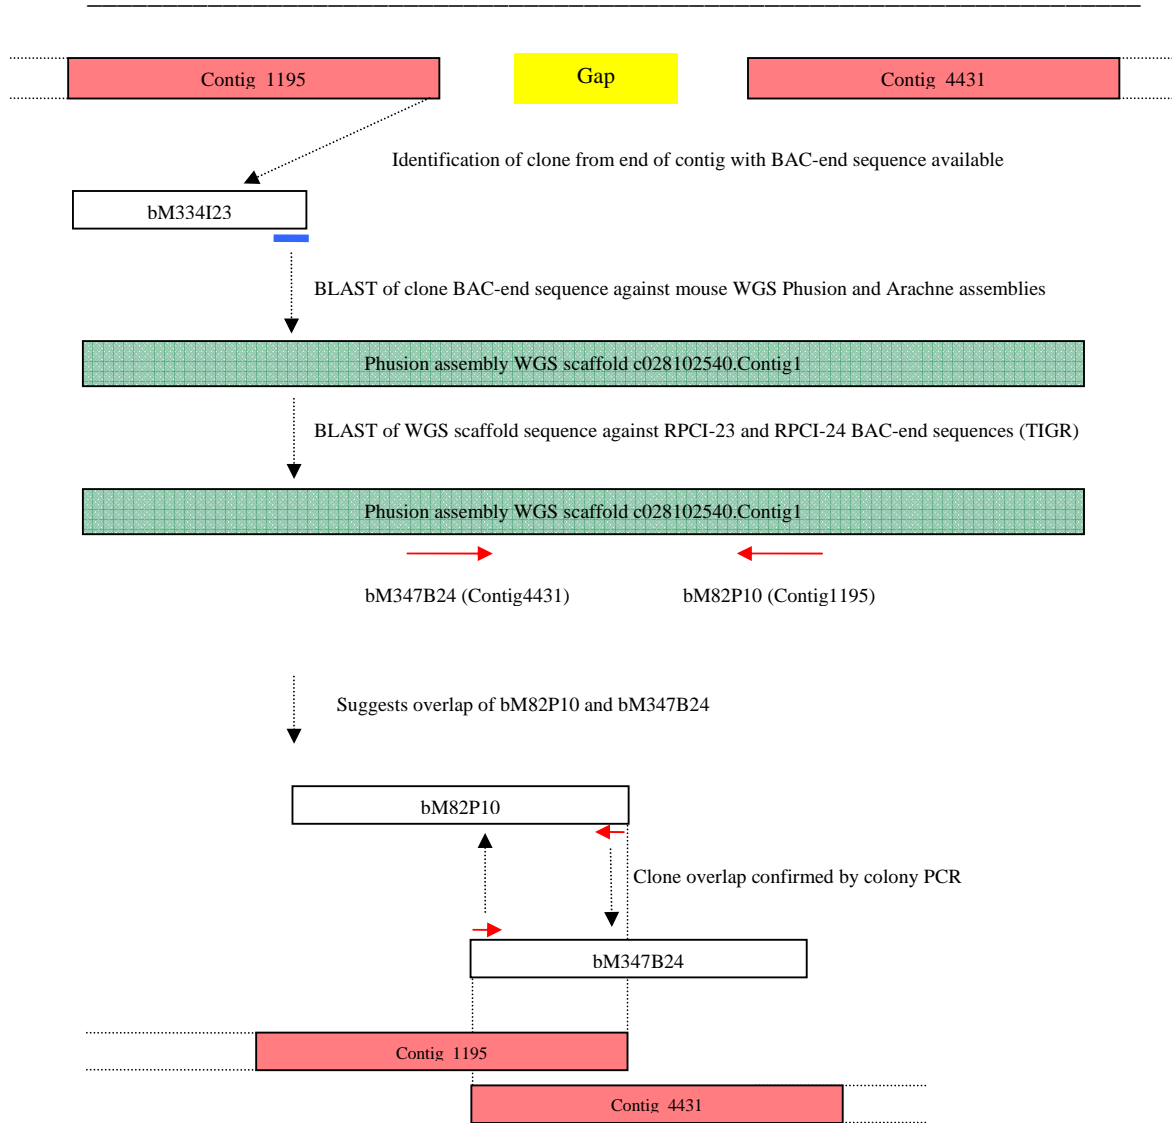 Contig 1195
Gap
Contig 4431
Identification of clone from end of contig with BAC-end sequence available
bM334I23
BLAST of clone BAC-end sequence against mouse WGS Phusion and Arachne assemblies
Phusion assembly WGS scaffold c028102540.Contig1
BLAST of WGS scaffold sequence against RPCI-23 and RPCI-24 BAC-end sequences (TIGR)
Phusion assembly WGS scaffold c028102540.Contig1
bM347B24 (Contig4431)
bM82P10 (Contig1195)
Suggests overlap of bM82P10 and bM347B24
bM82P10
Clone overlap confirmed by colony PCR
bM347B24
Contig 1195
Contig 4431